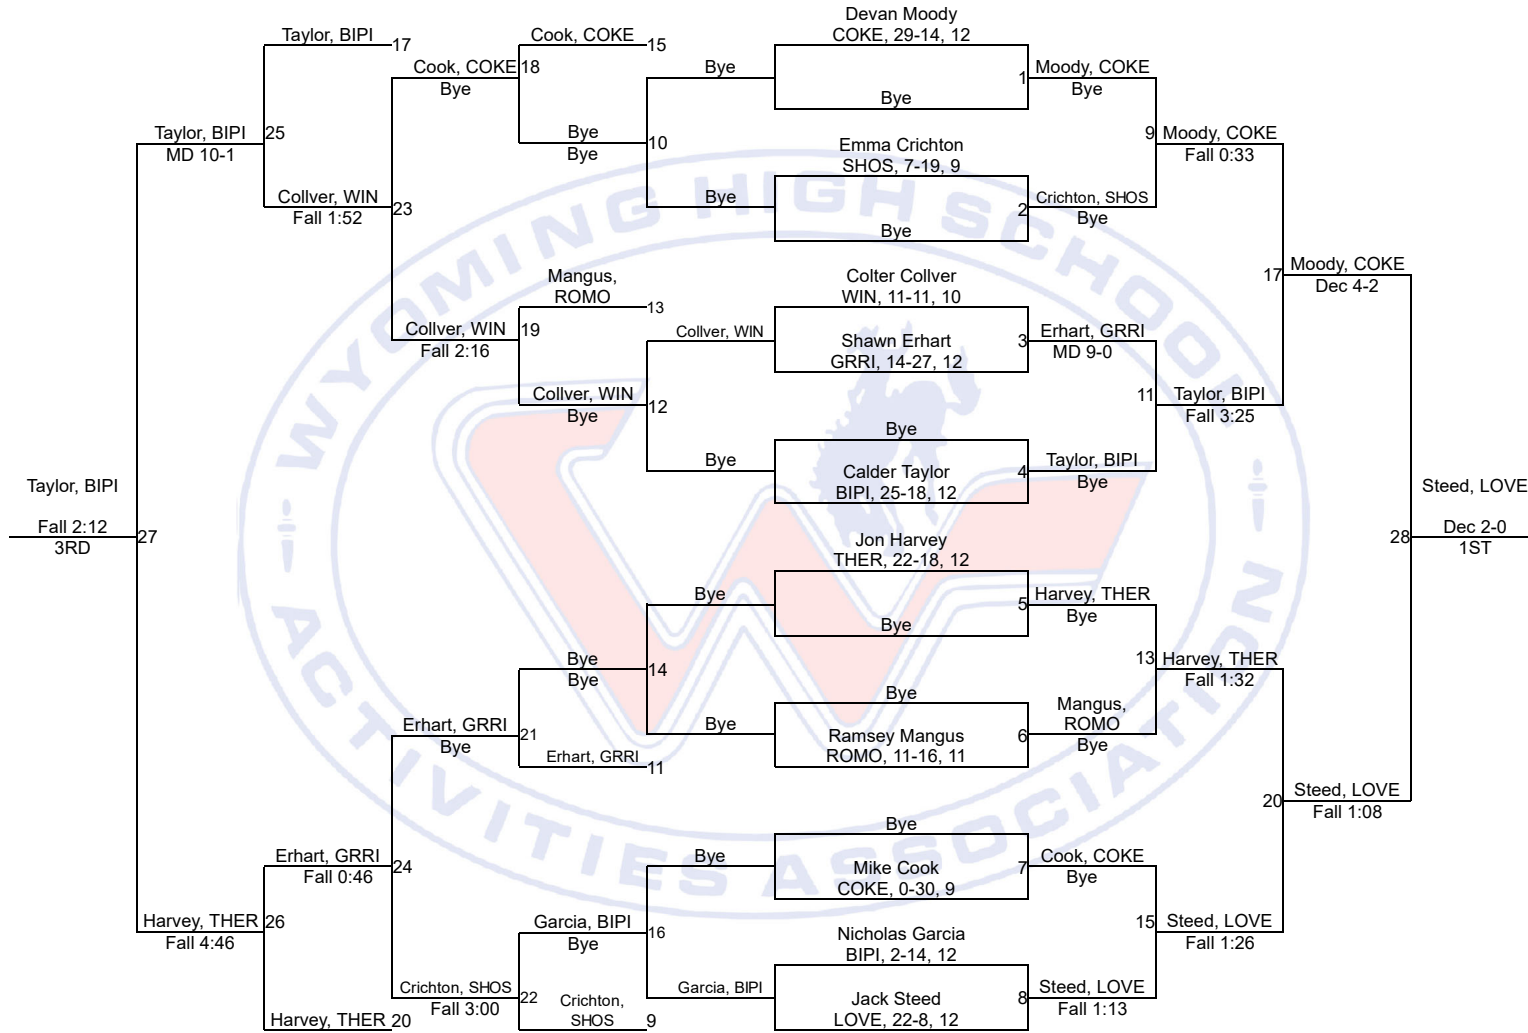 Devan Moody
Taylor, BIPI
17
Cook, COKE
15
COKE, 29-14, 12
Cook, COKE
18
Bye
1
Moody, COKE
Bye
Bye
Bye
Taylor, BIPI
25
Bye
10
Emma Crichton
9
Moody, COKE
MD 10-1
Bye
SHOS, 7-19, 9
Fall 0:33
Collver, WIN
23
Bye
2
Crichton, SHOS
Fall 1:52
Bye
Bye
Mangus,
ROMO
13
Colter Collver
WIN, 11-11, 10
17
Moody, COKE
Dec 4-2
Collver, WIN
19
Fall 2:16
Collver, WIN
Shawn Erhart
GRRI, 14-27, 12
3
Erhart, GRRI
MD 9-0
Collver, WIN
12
Bye
11
Taylor, BIPI
Fall 3:25
Bye
Bye
Calder Taylor
BIPI, 25-18, 12
4
Taylor, BIPI
Bye
Taylor, BIPI
Steed, LOVE
Fall 2:12
27
3RD
28
Dec 2-0
1ST
Jon Harvey
THER, 22-18, 12
Bye
5
Harvey, THER
Bye
Bye
Bye
14
Bye
13
Harvey, THER
Fall 1:32
Bye
Bye
Ramsey Mangus
ROMO, 11-16, 11
6
Mangus,
ROMO
Bye
Erhart, GRRI
21
Bye
Erhart, GRRI
11
20
Steed, LOVE
Fall 1:08
Bye
Erhart, GRRI
24
Fall 0:46
Bye
Mike Cook
COKE, 0-30, 9
7
Cook, COKE
Bye
Harvey, THER
26
Fall 4:46
Garcia, BIPI
16
Bye
Nicholas Garcia
BIPI, 2-14, 12
15
Steed, LOVE
Fall 1:26
Crichton, SHOS
22
Fall 3:00
Garcia, BIPI
Jack Steed
LOVE, 22-8, 12
8
Steed, LOVE
Fall 1:13
Crichton,
SHOS
9
Harvey, THER
20
WYOMING HIGH SCHOOL
ACTIVITIES ASSOCIATION